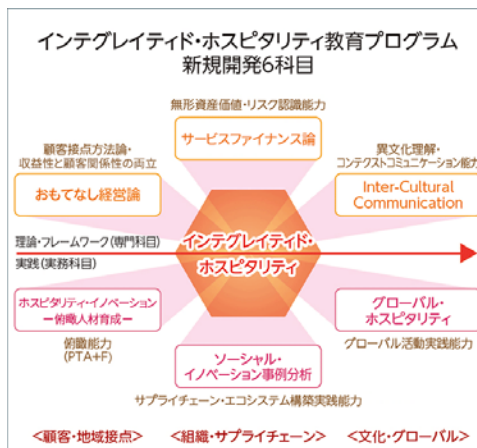 インテグレイティド・ホスピタリティ教育プログラム
新規開発6科目
無形資産価値・リスク認識能力
サービスファイナンス論
顧客接点方法論・
収益性と顧客関係性の両立
おもてなし経営論
異文化理解・
コンテクストコミュニケーション能力
Inter-Cultural
Communication
理論・フレームワーク(専門科目)
実践(実務科目)
インテグレイティド・
ホスピタリティ
ホスピタリティ・イノベーション
ー俯瞰人材育成ー
俯瞰能力
(PTA+F)
ソーシャル・
イノベーション事例分析
サプライチェーン・エコシステム構築実践能力
グローバル・
ホスピタリティ
グローバル活動実践能力
<顧客・地域接点>
<組織・サプライチェーン>
<文化・グローバル>